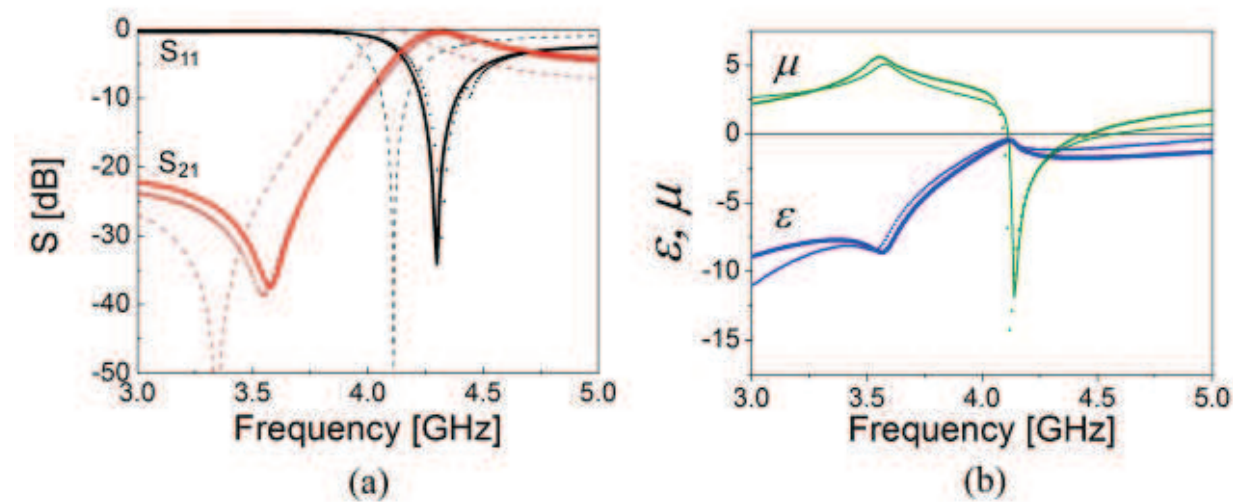 0
-10
-20
-30
-40
-50
S11
S21
S [dB]
3.0 3.5 4.0 4.5 5.0
Frequency [GHz]
(a)
5
0
-5
-10
-15
μ
ε
ε, μ
3.0 3.5 4.0 4.5 5.0
Frequency [GHz]
(b)